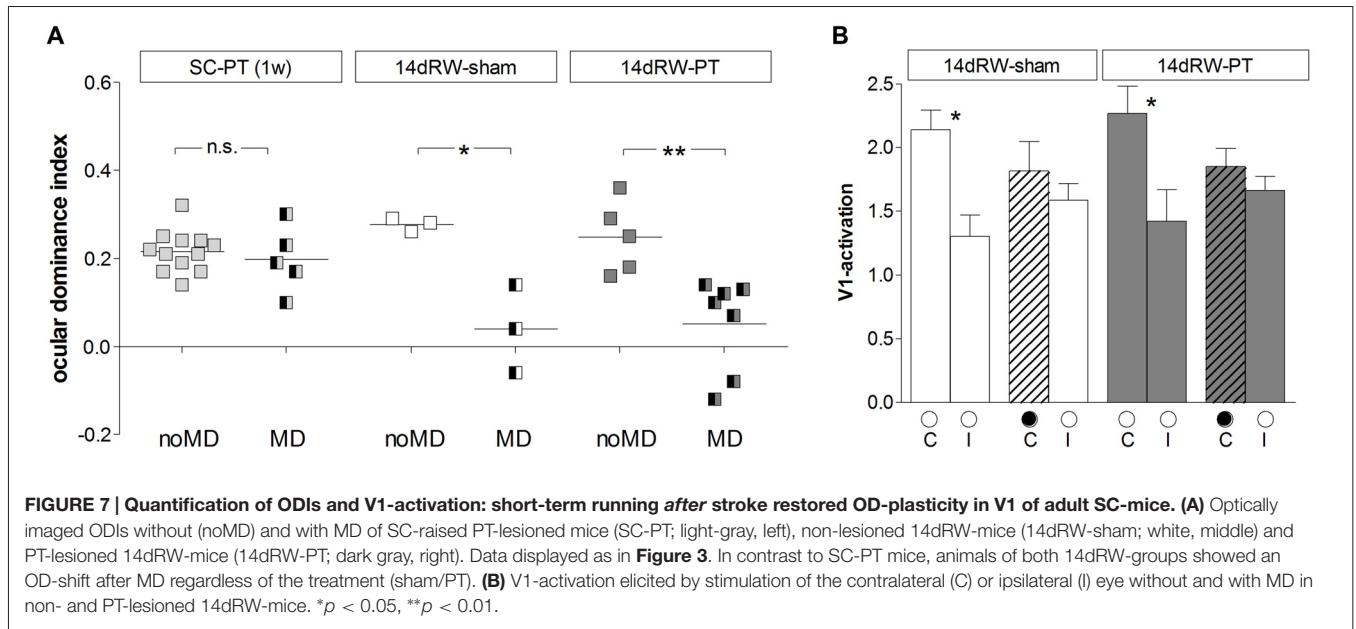 A
B
SC-PT (1w) 14dRW-sham 14dRW-PT
14dRW-sham 14dRW-PT
0.6
0.4
0.2
0.0
-0.2
ocular dominance index
n.s. * **
noMD MD noMD MD noMD MD
2.5
2.0
1.5
1.0
0.5
0.0
V1-activation
* *
C I C I C I C I
FIGURE 7 | Quantification of ODIs and V1-activation: short-term running after stroke restored OD-plasticity in V1 of adult SC-mice. (A) Optically
imaged ODIs without (noMD) and with MD of SC-raised PT-lesioned mice (SC-PT; light-gray, left), non-lesioned 14dRW-mice (14dRW-sham; white, middle) and
PT-lesioned 14dRW-mice (14dRW-PT; dark gray, right). Data displayed as in Figure 3. In contrast to SC-PT mice, animals of both 14dRW-groups showed an
OD-shift after MD regardless of the treatment (sham/PT). (B) V1-activation elicited by stimulation of the contralateral (C) or ipsilateral (I) eye without and with MD in
non- and PT-lesioned 14dRW-mice. *p < 0.05, **p < 0.01.